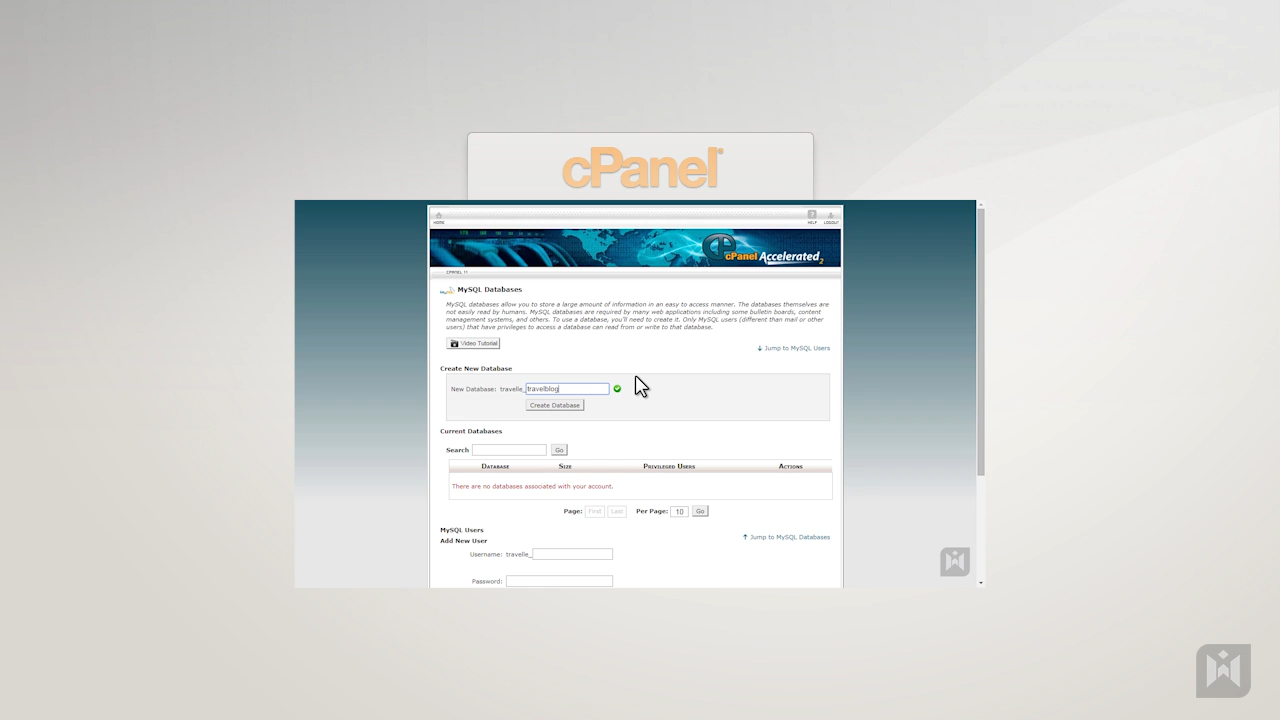 cPanel
HOME
HELP
LOGOUT
cPanel Accelerated2
CPANEL 11
MySQL Databases
MySQL databases allow you to store a large amount of information in an easy to access manner. The databases themselves are
not easily read by humans. MySQL databases are required by many web applications including some bulletin boards, content
management systems, and others. To use a database, you'll need to create it. Only MySQL users (different than mail or other
users) that have privileges to access a database can read from or write to that database.
Video Tutorial
Jump to MySQL Users
Create New Database
New Database: travelle_travelblog
Create Database
Current Databases
Search Go
Database Size Privileged Users Actions
There are no databases associated with your account.
Page: First Last Per Page: 10 Go
MySQL Users
Jump to MySQL Databases
Add New User
Username: travelle_
Password: